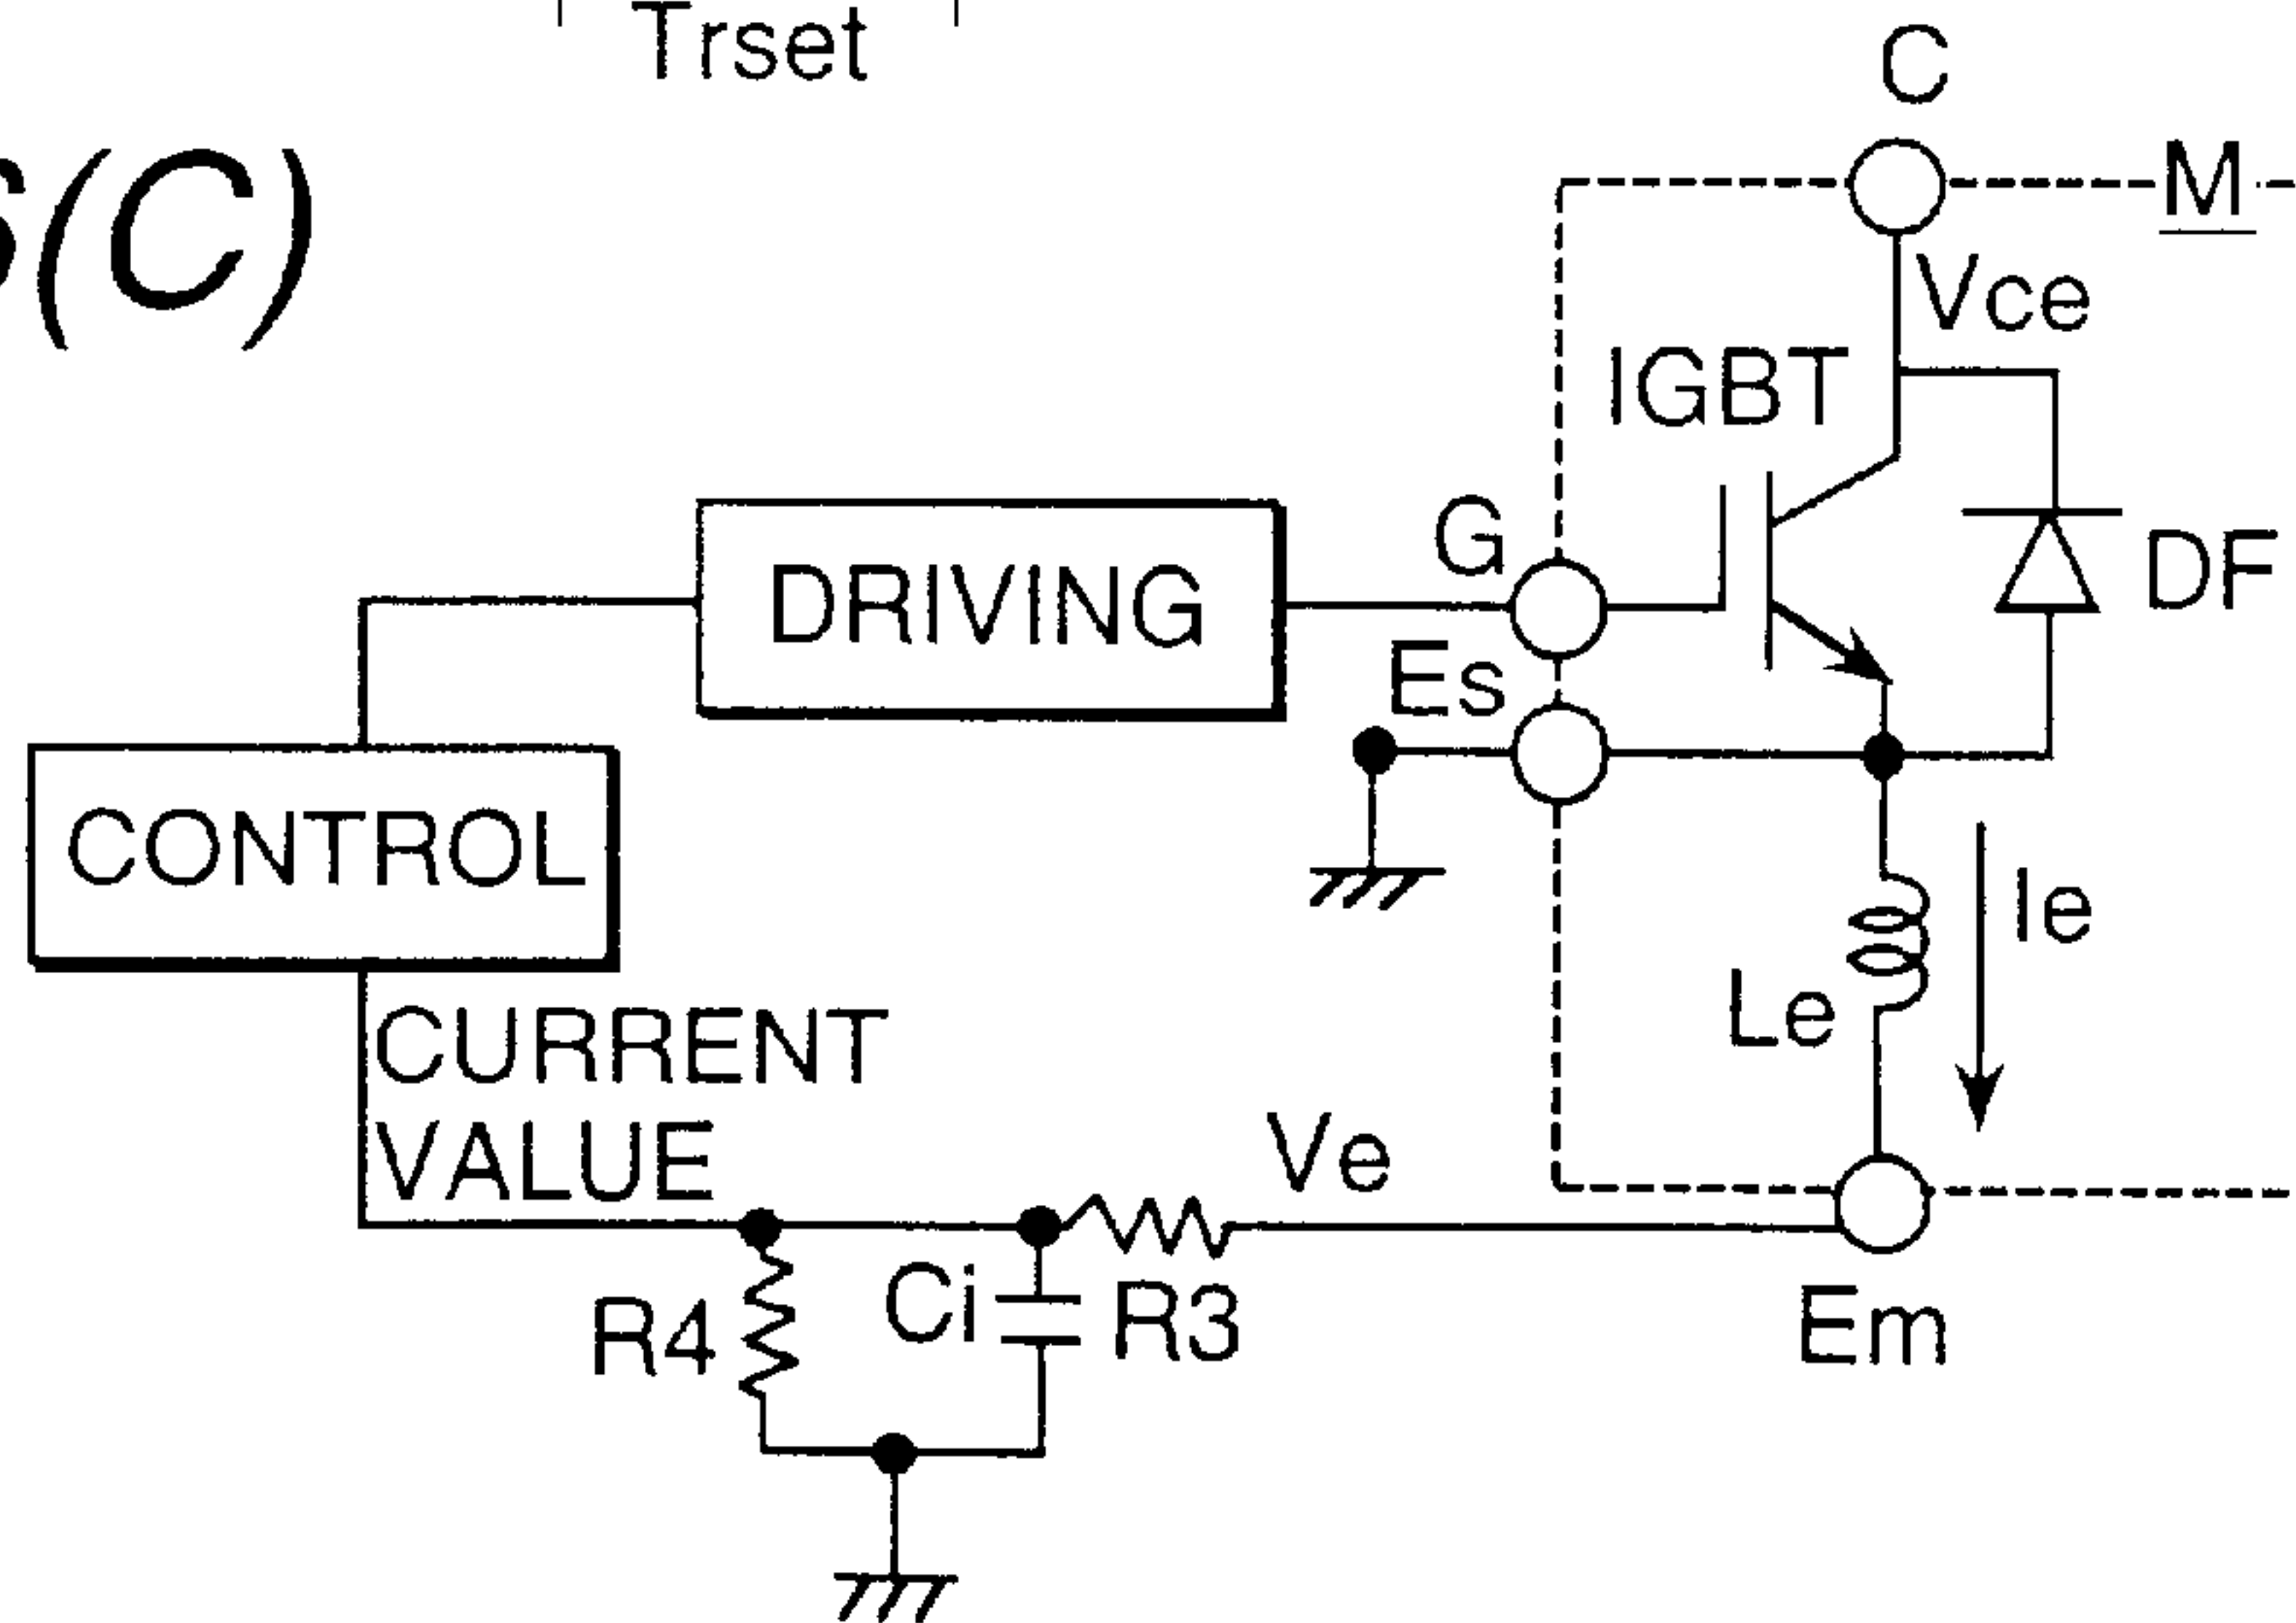 Trset
(C)
C
M
Vce
IGBT
G
DRIVING
DF
Es
CONTROL
Ie
Le
CURRENT
VALUE
Ve
Ci
R3
R4
Em